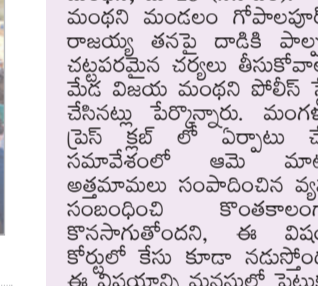 మంథని మండలం గోపాలపూర్
రాజయ్య తనపై దాడికి పాల్ప
చట్టపరమైన చర్యలు తీసుకోవా
మేడ విజయ మంథని పోలీస్
చేసినట్లు పేర్కొన్నారు. మంగళ
ప్రెస్ క్లబ్ లో ఏర్పాటు చే
సమావేశంలో ఆమె మాట
అత్తమామలు సంపాదించిన వ్య
సంబంధించి కొంతకాలంగ
కొనసాగుతోందని, ఈ విష
కోర్టులో కేసు కూడా నడుస్తోం
ఈ విషయాన్ని మనసులో పెట్టుక